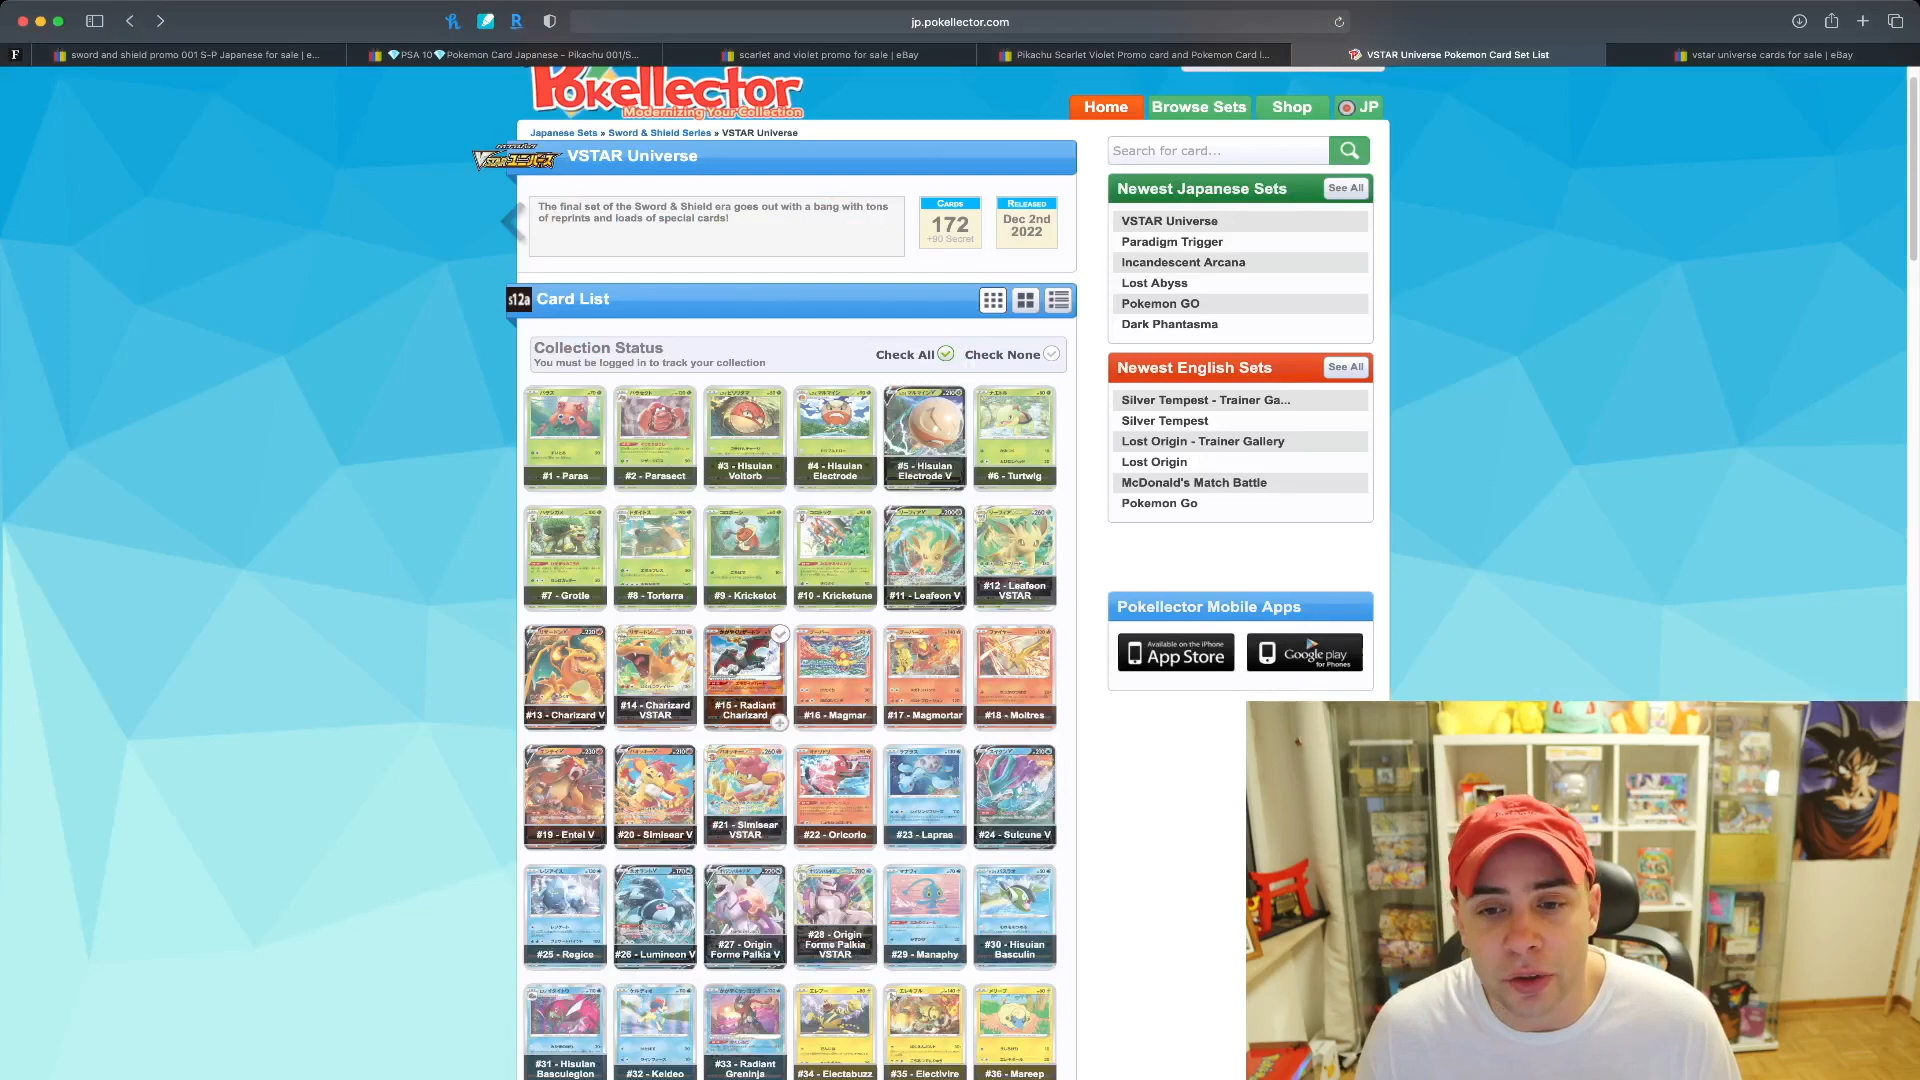 jp.pokellector.com
F
sword and shield promo 001 S-P Japanese for sale | e...
💎PSA 10💎Pokemon Card Japanese - Pikachu 001/S...
scarlet and violet promo for sale | eBay
Pikachu Scarlet Violet Promo card and Pokemon Card I...
VSTAR Universe Pokemon Card Set List
vstar universe cards for sale | eBay
Pokellector
Modernizing Your Collection
Home
Browse Sets
Shop
JP
Japanese Sets » Sword & Shield Series » VSTAR Universe
VSTAR Universe
The final set of the Sword & Shield era goes out with a bang with tons
of reprints and loads of special cards!
CARDS
172
+90 Secret
RELEASED
Dec 2nd
2022
s12a
Card List
Collection Status
You must be logged in to track your collection
Check All
Check None
#1 - Paras
#2 - Parasect
#3 - Hisuian
Voltorb
#4 - Hisuian
Electrode
#5 - Hisuian
Electrode V
#6 - Turtwig
#7 - Grotle
#8 - Torterra
#9 - Kricketot
#10 - Kricketune
#11 - Leafeon V
#12 - Leafeon
VSTAR
#13 - Charizard V
#14 - Charizard
VSTAR
#15 - Radiant
Charizard
#16 - Magmar
#17 - Magmortar
#18 - Moltres
#19 - Entei V
#20 - Simisear V
#21 - Simisear
VSTAR
#22 - Oricorio
#23 - Lapras
#24 - Suicune V
#25 - Regice
#26 - Lumineon V
#27 - Origin
Forme Palkia V
#28 - Origin
Forme Palkia
VSTAR
#29 - Manaphy
#30 - Hisuian
Basculin
#31 - Hisuian
Basculegion
#32 - Keldeo
#33 - Radiant
Greninja
#34 - Electabuzz
#35 - Electivire
#36 - Mareep
Search for card...
Newest Japanese Sets
See All
VSTAR Universe
Paradigm Trigger
Incandescent Arcana
Lost Abyss
Pokemon GO
Dark Phantasma
Newest English Sets
See All
Silver Tempest - Trainer Ga...
Silver Tempest
Lost Origin - Trainer Gallery
Lost Origin
McDonald's Match Battle
Pokemon Go
Pokellector Mobile Apps
Available on the iPhone
App Store
Google play
for Phones